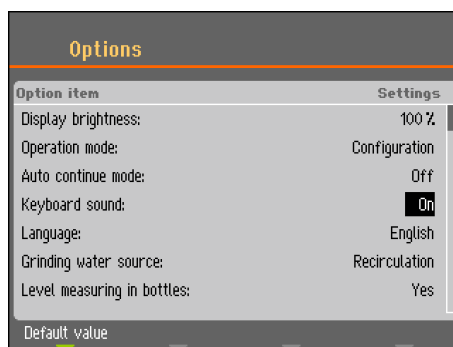 Options
Option item Settings
Display brightness: 100 %
Operation mode: Configuration
Auto continue mode: Off
Keyboard sound: On
Language: English
Grinding water source: Recirculation
Level measuring in bottles: Yes
Default value